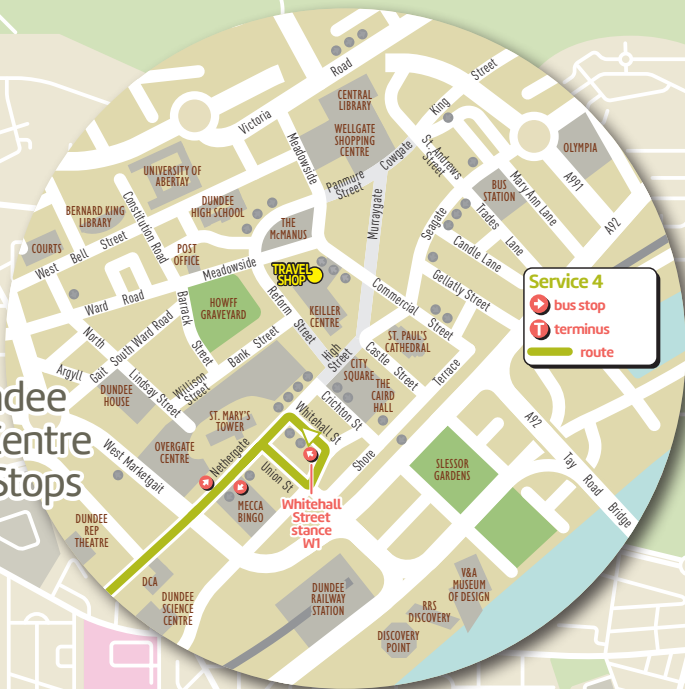 Road
Street
King
CENTRAL
LIBRARY
Victoria
WELLGATE
SHOPPING
CENTRE
Meadowside
Cowgate
St. Andrews
Street
OLYMPIA
Panmure
Street
UNIVERSITY OF
ABERTAY
BUS
STATION
Mary Ann Lane
A991
A92
Constitution Road
DUNDEE
HIGH SCHOOL
Murraygate
Seagate
Trades
Lane
BERNARD KING
LIBRARY
THE
McMANUS
Candle Lane
COURTS
West Bell Street
POST
OFFICE
Meadowside
TRAVEL
SHOP
Gellatly Street
Commercial
Street
Ward Road
Barrack
Street
HOWFF
GRAVEYARD
Reform
Street
KEILLER
CENTRE
North
South Ward Road
Bank Street
High
Street
ST. PAUL'S
CATHEDRAL
Argyll
Gait
Lindsay Street
Willison
Street
CITY
SQUARE
Castle
Street
Terrace
DUNDEE
HOUSE
THE
CAIRD
HALL
Crichton St
ST. MARY'S
TOWER
Whitehall St
A92
OVERGATE
CENTRE
Nethergate
Shore
West Marketgait
Union St
SLESSOR
GARDENS
Tay Road
Bridge
MECCA
BINGO
Whitehall
Street
stance
W1
DUNDEE
REP
THEATRE
DCA
DUNDEE
SCIENCE
CENTRE
DUNDEE
RAILWAY
STATION
V&A
MUSEUM
OF DESIGN
RRS
DISCOVERY
DISCOVERY
POINT
Service 4
bus stop
T terminus
route
ndee
Centre
Stops